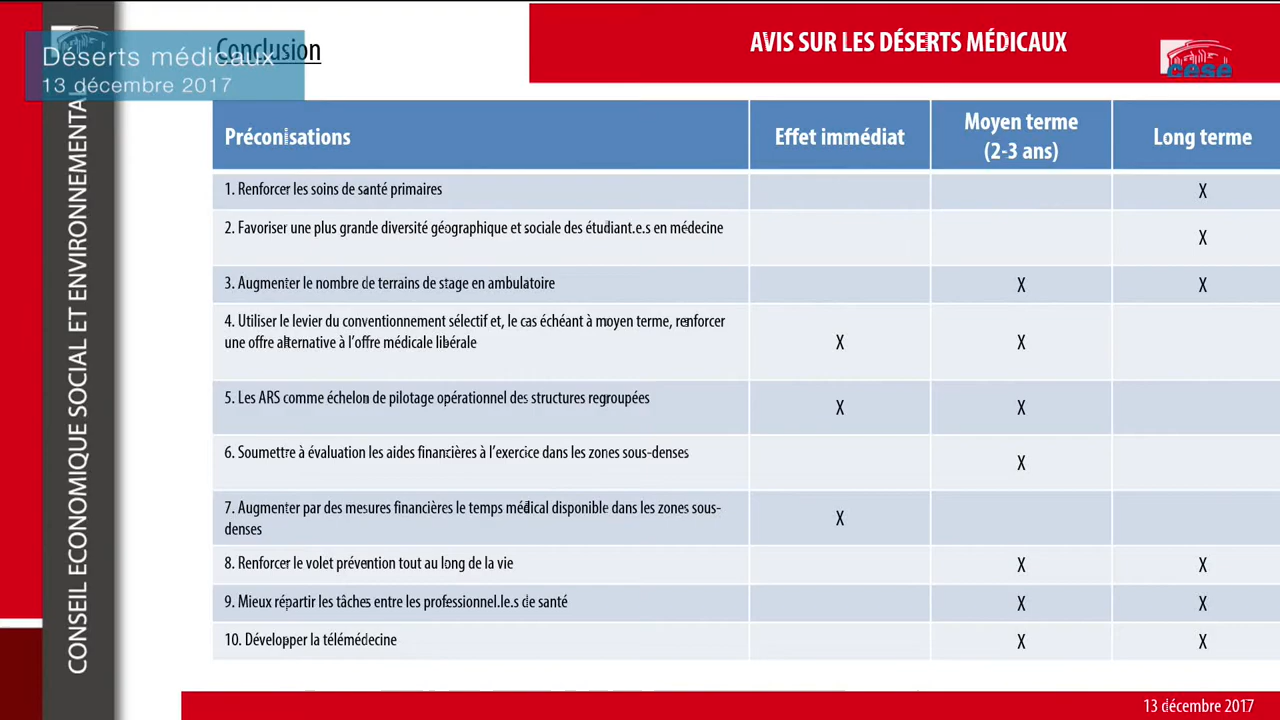 Déserts médicaux
13 décembre 2017
Conclusion
AVIS SUR LES DÉSERTS MÉDICAUX
cese
CONSEIL ECONOMIQUE SOCIAL ET ENVIRONNEMENTAL
Préconisations Effet immédiat Moyen terme (2-3 ans) Long terme
1. Renforcer les soins de santé primaires X
2. Favoriser une plus grande diversité géographique et sociale des étudiant.e.s en médecine X
3. Augmenter le nombre de terrains de stage en ambulatoire X X
4. Utiliser le levier du conventionnement sélectif et, le cas échéant à moyen terme, renforcer
une offre alternative à l’offre médicale libérale X X
5. Les ARS comme échelon de pilotage opérationnel des structures regroupées X X
6. Soumettre à évaluation les aides financières à l’exercice dans les zones sous-denses X
7. Augmenter par des mesures financières le temps médical disponible dans les zones sous-
denses X
8. Renforcer le volet prévention tout au long de la vie X X
9. Mieux répartir les tâches entre les professionnel.le.s de santé X X
10. Développer la télémédecine X X
13 décembre 2017